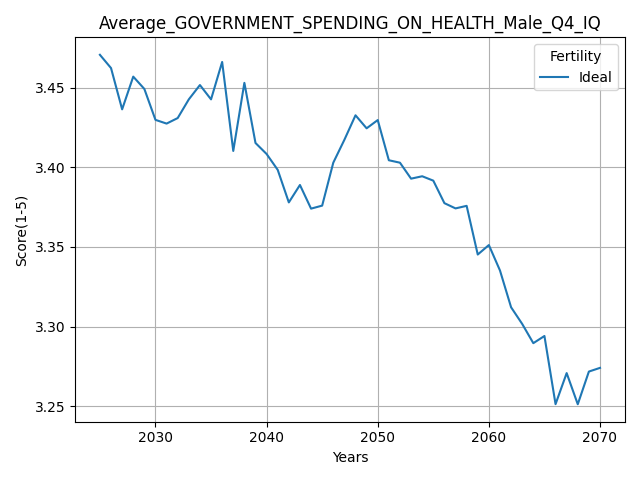 Average_GOVERNMENT_SPENDING_ON_HEALTH_Male_Q4_IQ
Fertility
Ideal
3.45
3.40
3.35
3.30
3.25
Score(1-5)
2030 2040 2050 2060 2070
Years